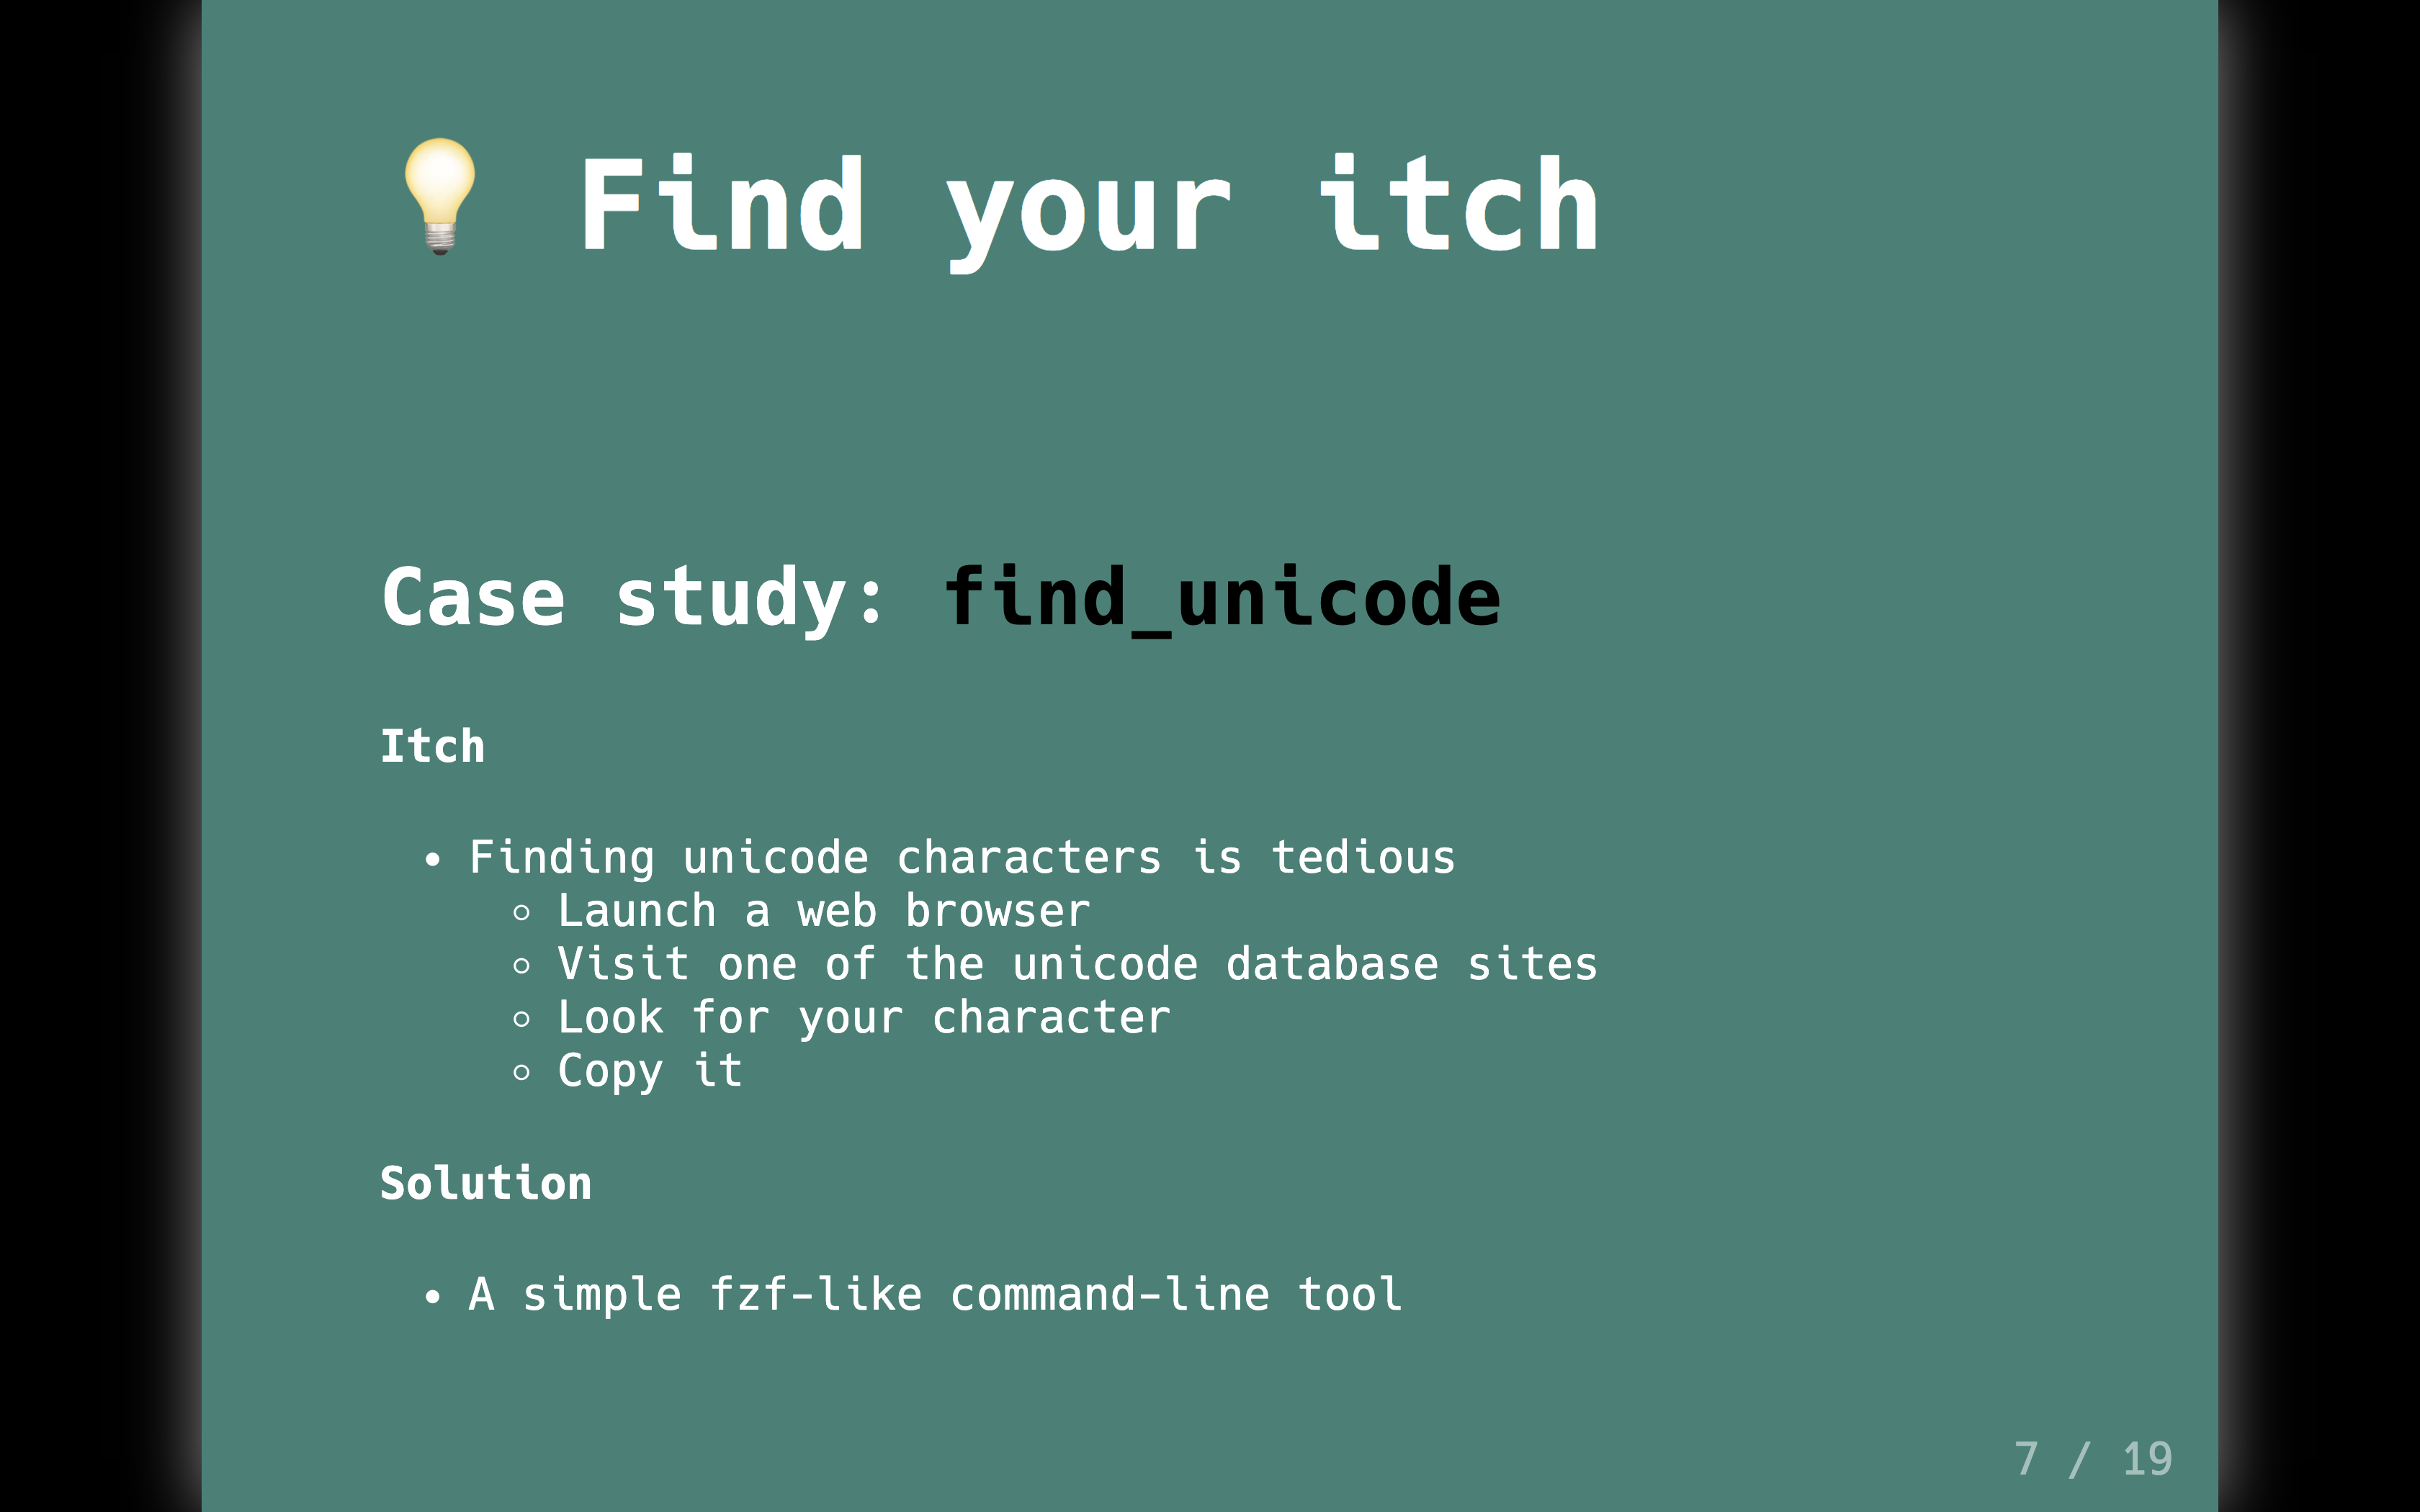 💡 Find your itch
Case study: find_unicode
Itch
• Finding unicode characters is tedious
◦ Launch a web browser
◦ Visit one of the unicode database sites
◦ Look for your character
◦ Copy it
Solution
• A simple fzf-like command-line tool
7 / 19